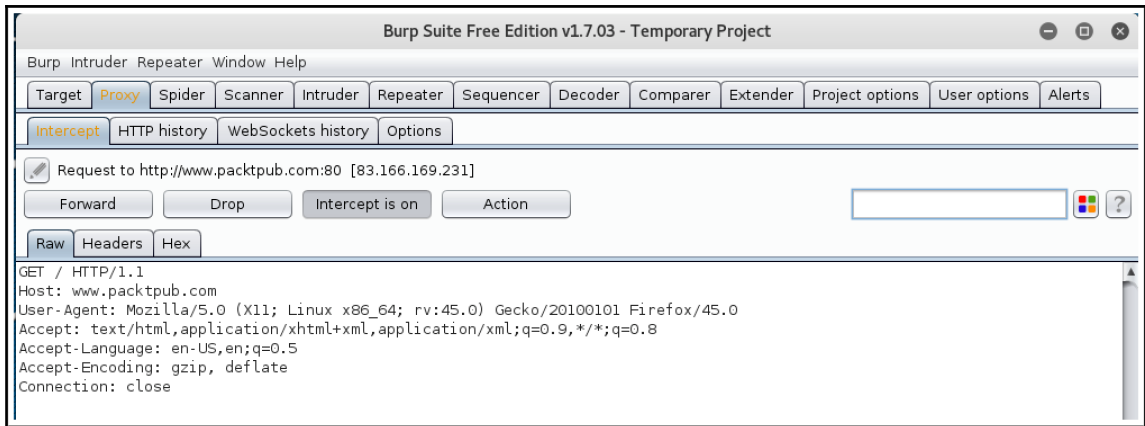 Burp Suite Free Edition v1.7.03 - Temporary Project
Burp Intruder Repeater Window Help
Target Proxy Spider Scanner Intruder Repeater Sequencer Decoder Comparer Extender Project options User options Alerts
Intercept HTTP history WebSockets history Options
Request to http://www.packtpub.com:80 [83.166.169.231]
Forward Drop Intercept is on Action ?
Raw Headers Hex
GET / HTTP/1.1
Host: www.packtpub.com
User-Agent: Mozilla/5.0 (X11; Linux x86_64; rv:45.0) Gecko/20100101 Firefox/45.0
Accept: text/html,application/xhtml+xml,application/xml;q=0.9,*/*;q=0.8
Accept-Language: en-US,en;q=0.5
Accept-Encoding: gzip, deflate
Connection: close